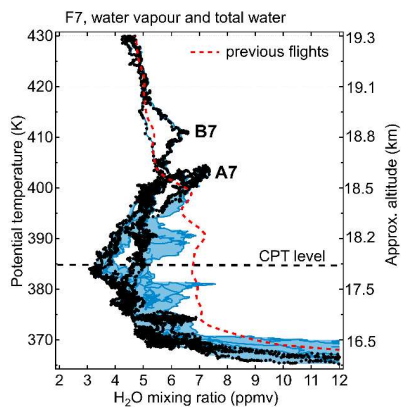 F7, water vapour and total water
430
420
410
400
390
380
370
Potential temperature (K)
previous flights
B7
A7
CPT level
19.3
19.1
18.8
18.5
18.2
17.5
16.5
Approx. altitude (km)
2 3 4 5 6 7 8 9 10 11 12
H₂O mixing ratio (ppmv)